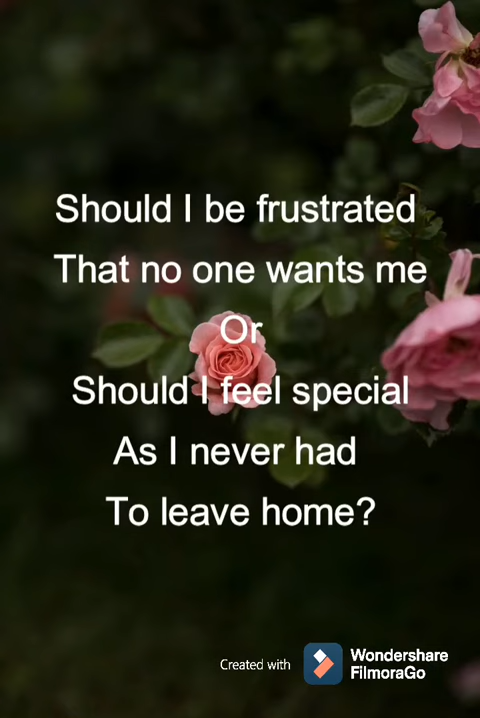 Should I be frustrated
That no one wants me
Or
Should I feel special
As I never had
To leave home?
Created with Wondershare
FilmoraGo